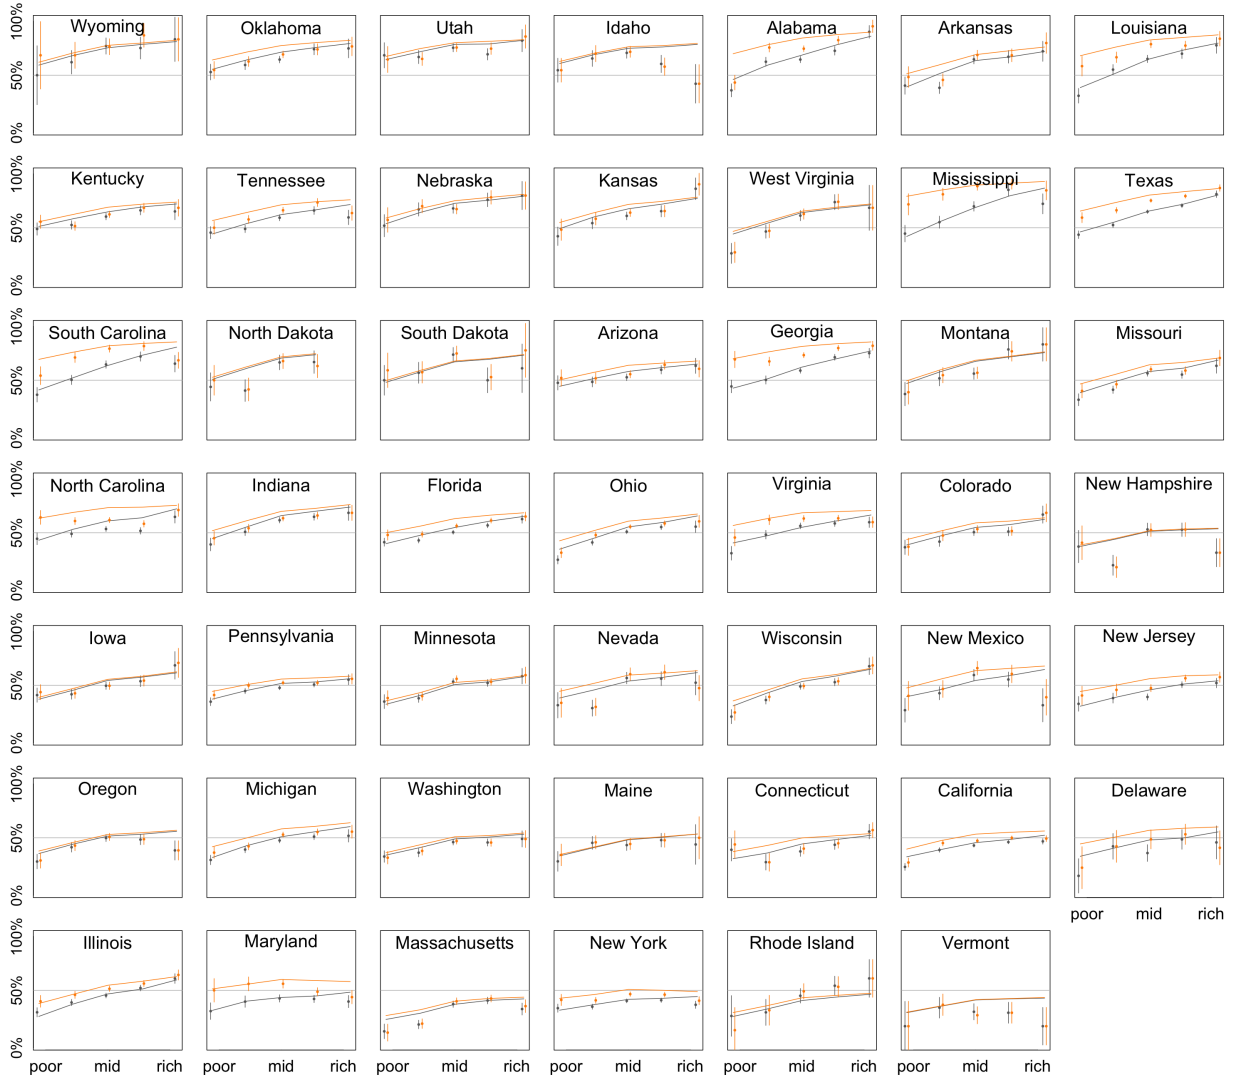 Wyoming Oklahoma Utah Idaho Alabama Arkansas Louisiana
100%
50%
0%
Kentucky Tennessee Nebraska Kansas West Virginia Mississippi Texas
100%
50%
0%
South Carolina North Dakota South Dakota Arizona Georgia Montana Missouri
100%
50%
0%
North Carolina Indiana Florida Ohio Virginia Colorado New Hampshire
100%
50%
0%
Iowa Pennsylvania Minnesota Nevada Wisconsin New Mexico New Jersey
100%
50%
0%
Oregon Michigan Washington Maine Connecticut California Delaware
100%
50%
0%
poor mid rich
Illinois Maryland Massachusetts New York Rhode Island Vermont
100%
50%
0%
poor mid rich poor mid rich poor mid rich poor mid rich poor mid rich poor mid rich